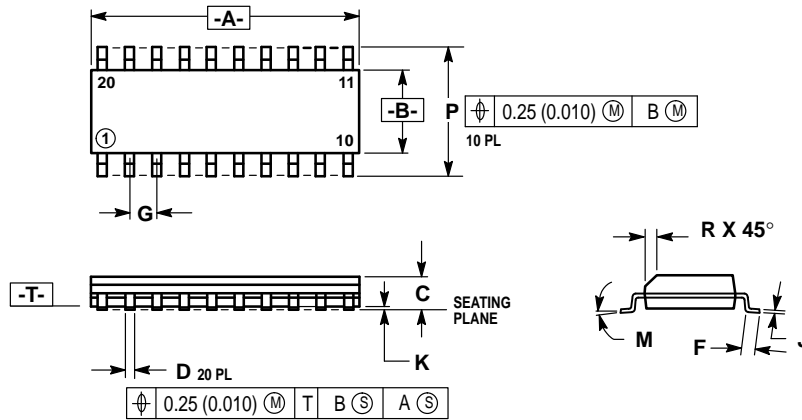 -A-
20 11
-B- P ⌖ 0.25 (0.010) Ⓜ B Ⓜ
10 PL
① 10
G
R X 45°
-T-
C SEATING
PLANE
M F J
K
D 20 PL
⌖ 0.25 (0.010) Ⓜ T B Ⓢ A Ⓢ